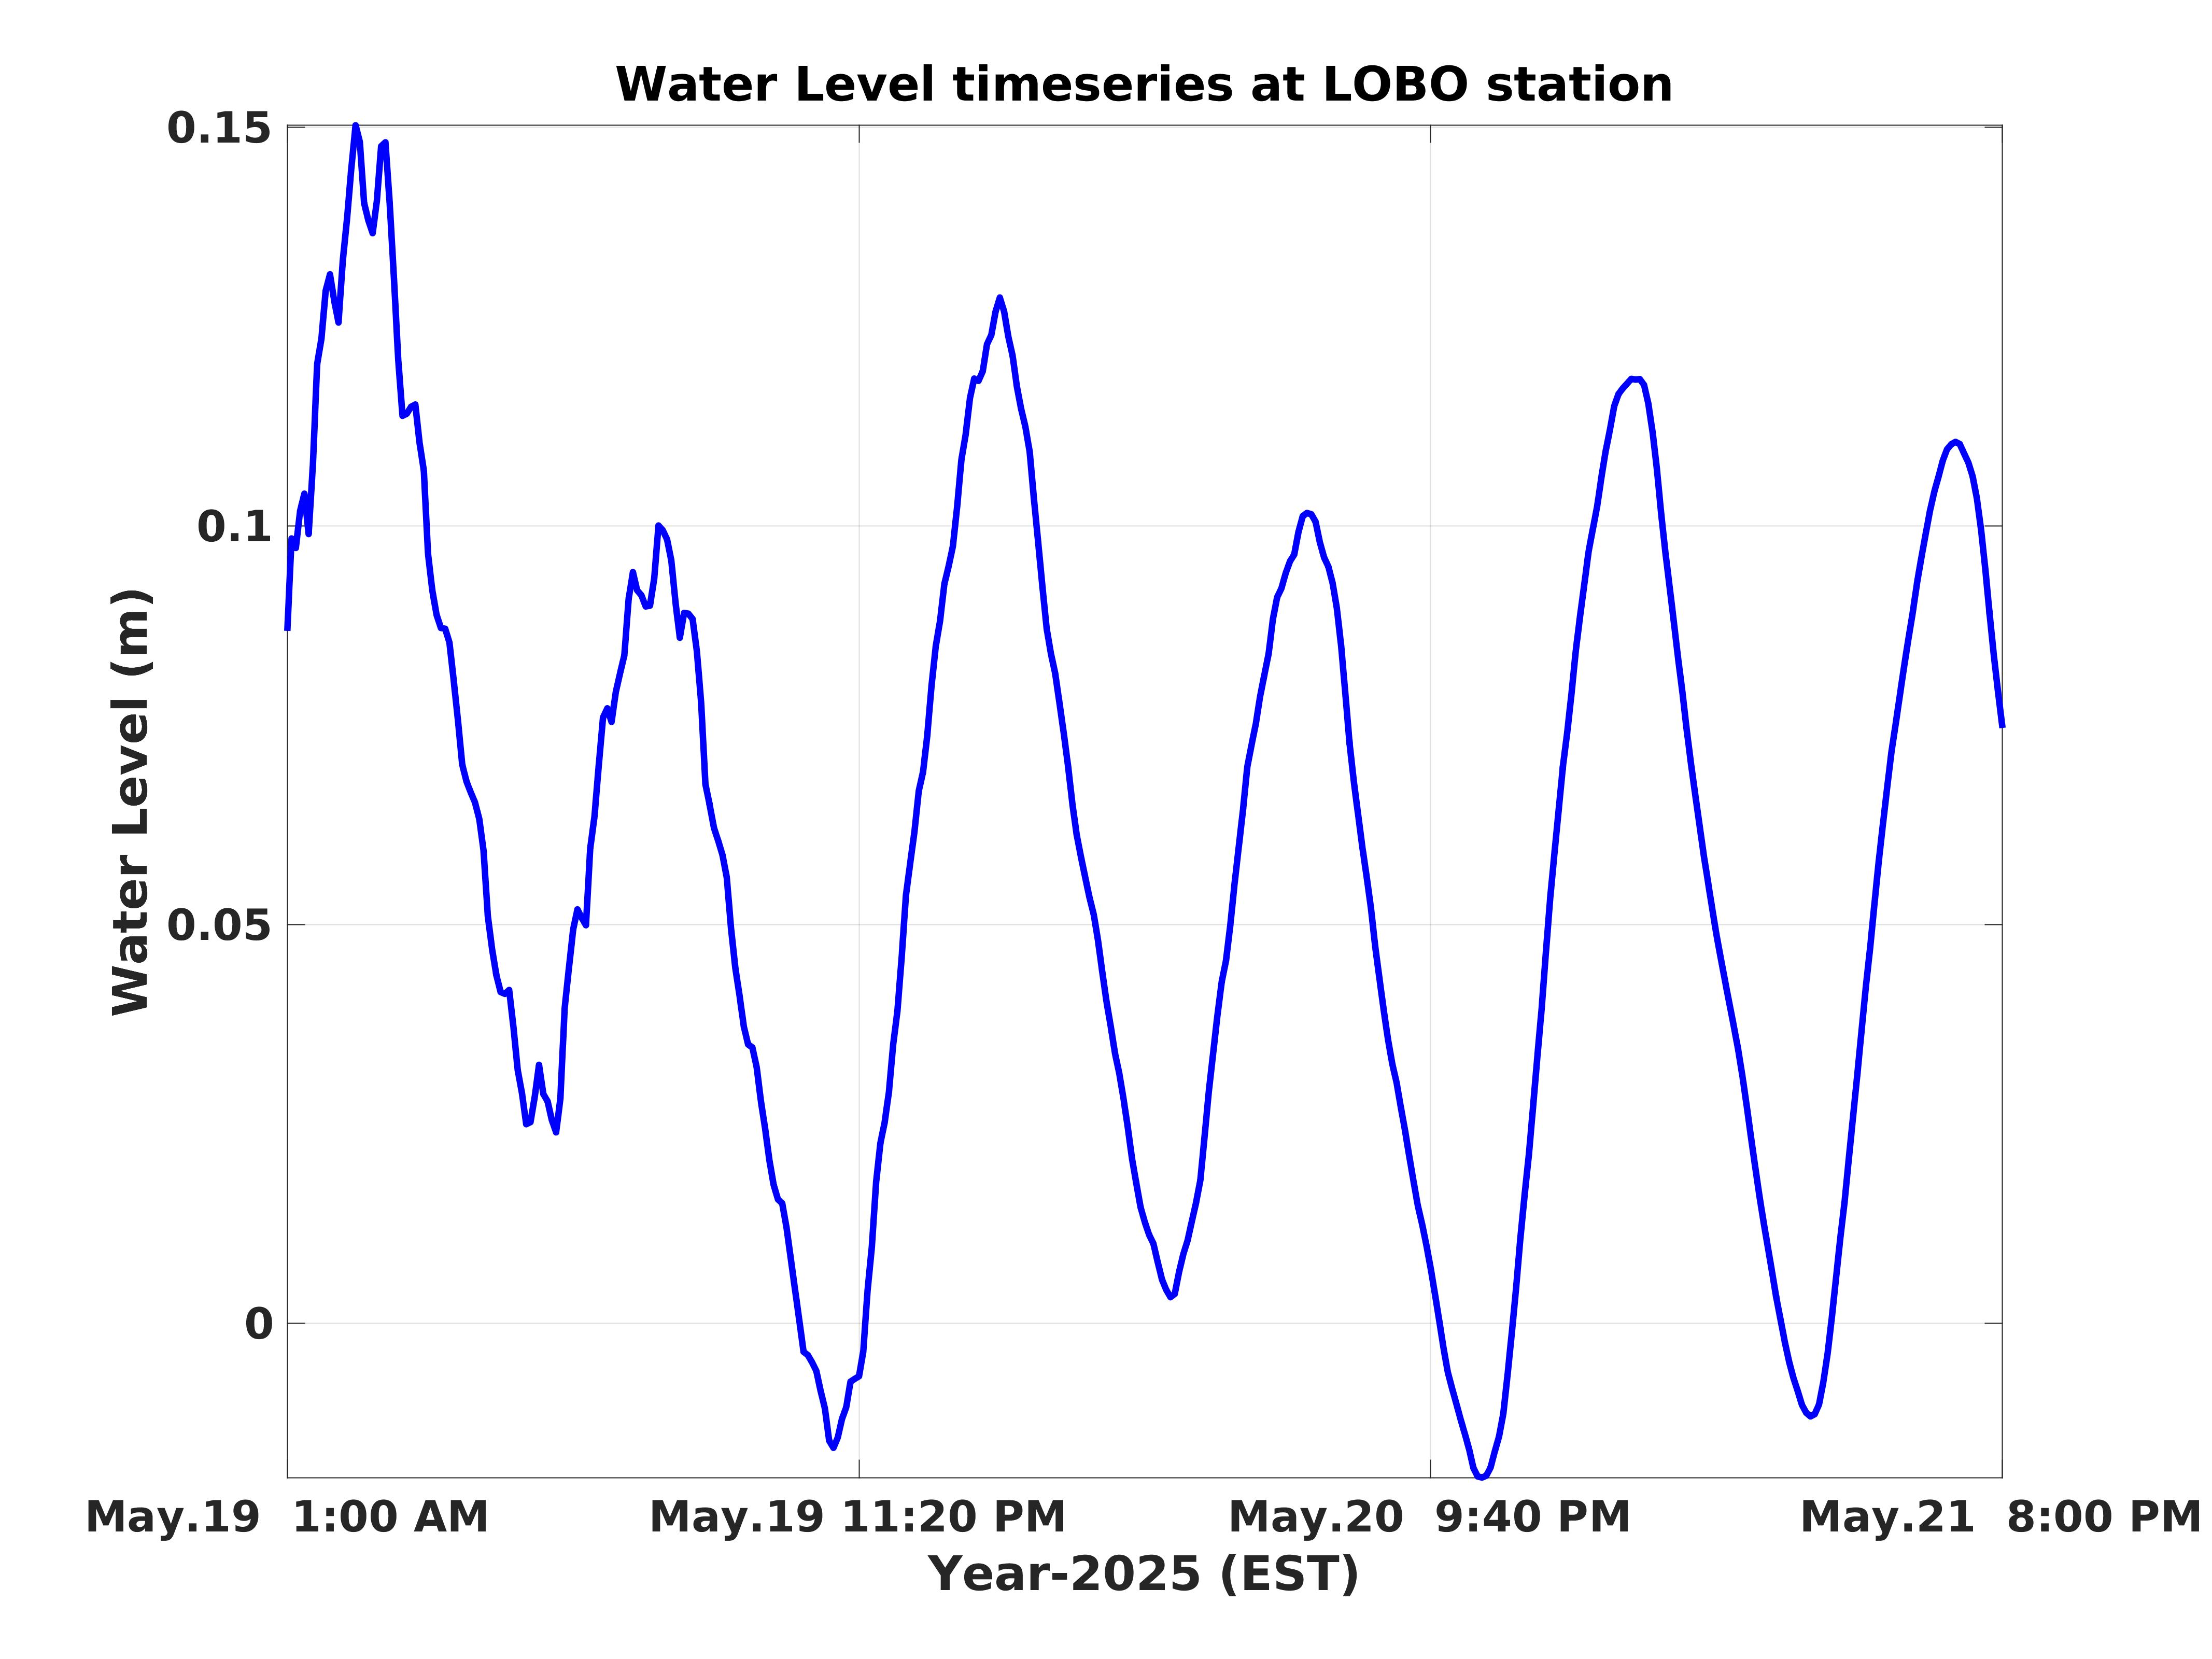 Water Level timeseries at LOBO station
0.15
0.1
0.05
0
Water Level (m)
May.19  1:00 AM
May.19 11:20 PM
May.20  9:40 PM
May.21  8:00 PM
Year-2025 (EST)